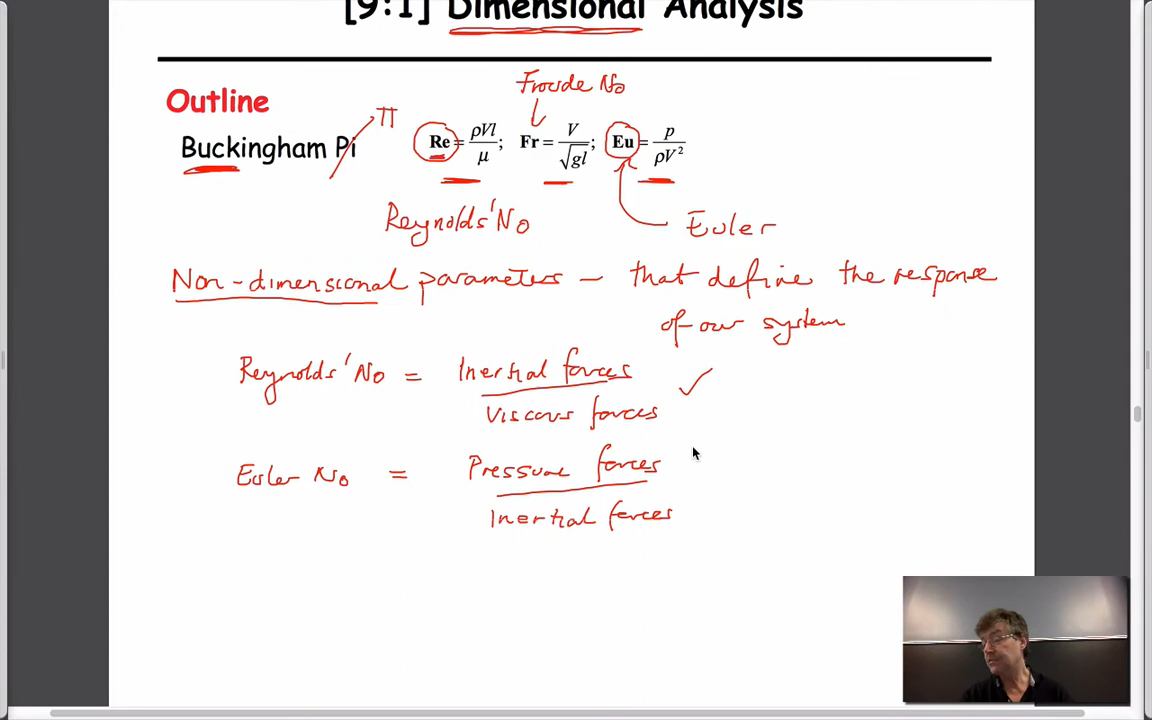 [9:1] Dimensional Analysis
Outline
Froude No
Buckingham Pi π Re = ρVl/μ; Fr = V/√gl; Eu = p/ρV²
Reynolds' No Euler
Non-dimensional parameters – that define the response
of our system
Reynolds' No = Inertial forces / Viscous forces ✓
Euler No = Pressure forces / Inertial forces